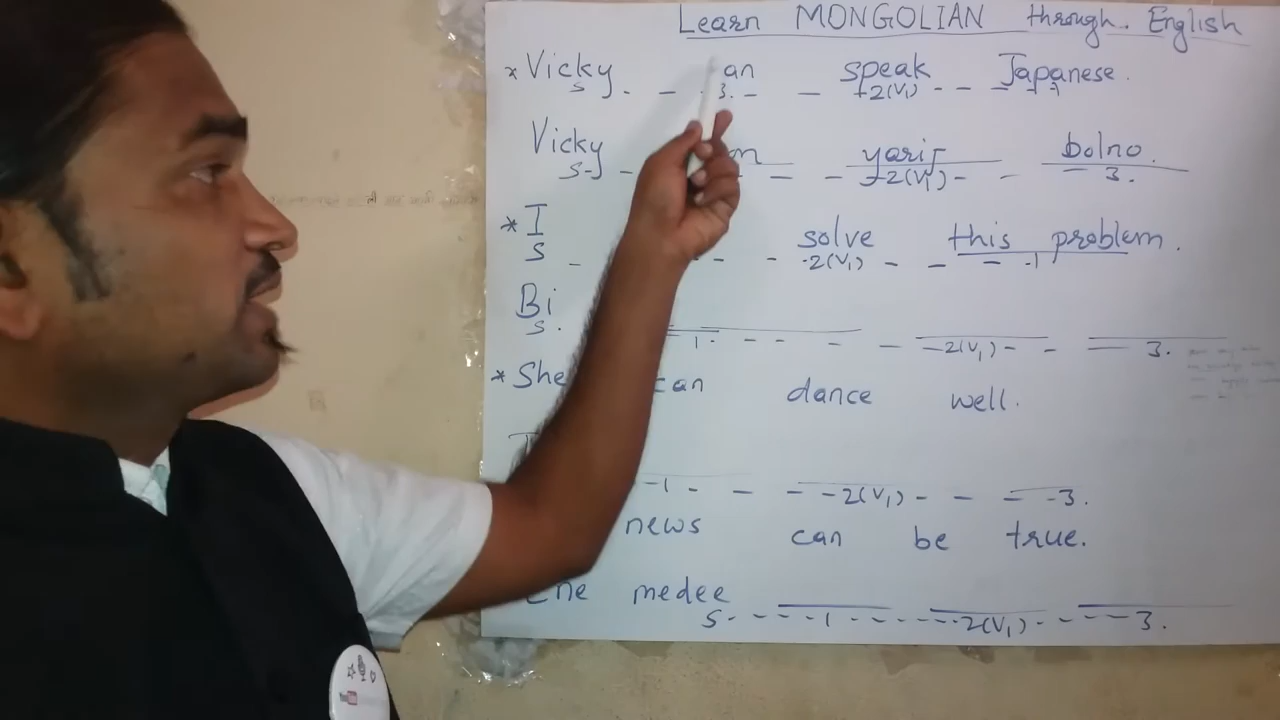 Learn MONGOLIAN through English
* Vicky an speak Japanese.
S - - 3. - - 2(V1) - - - 1
Vicky yarij bolno.
S - - - - 2(V1) - - - 3.
* I solve this problem.
S - - - 2(V1) - - - 1
Bi
S. 1. - - - - 2(V1) - - - 3.
* She can dance well.
-1 - - - 2(V1) - - - 3.
news can be true.
Ene medee
S - - - - 1 - - - - - 2(V1) - - - - 3.